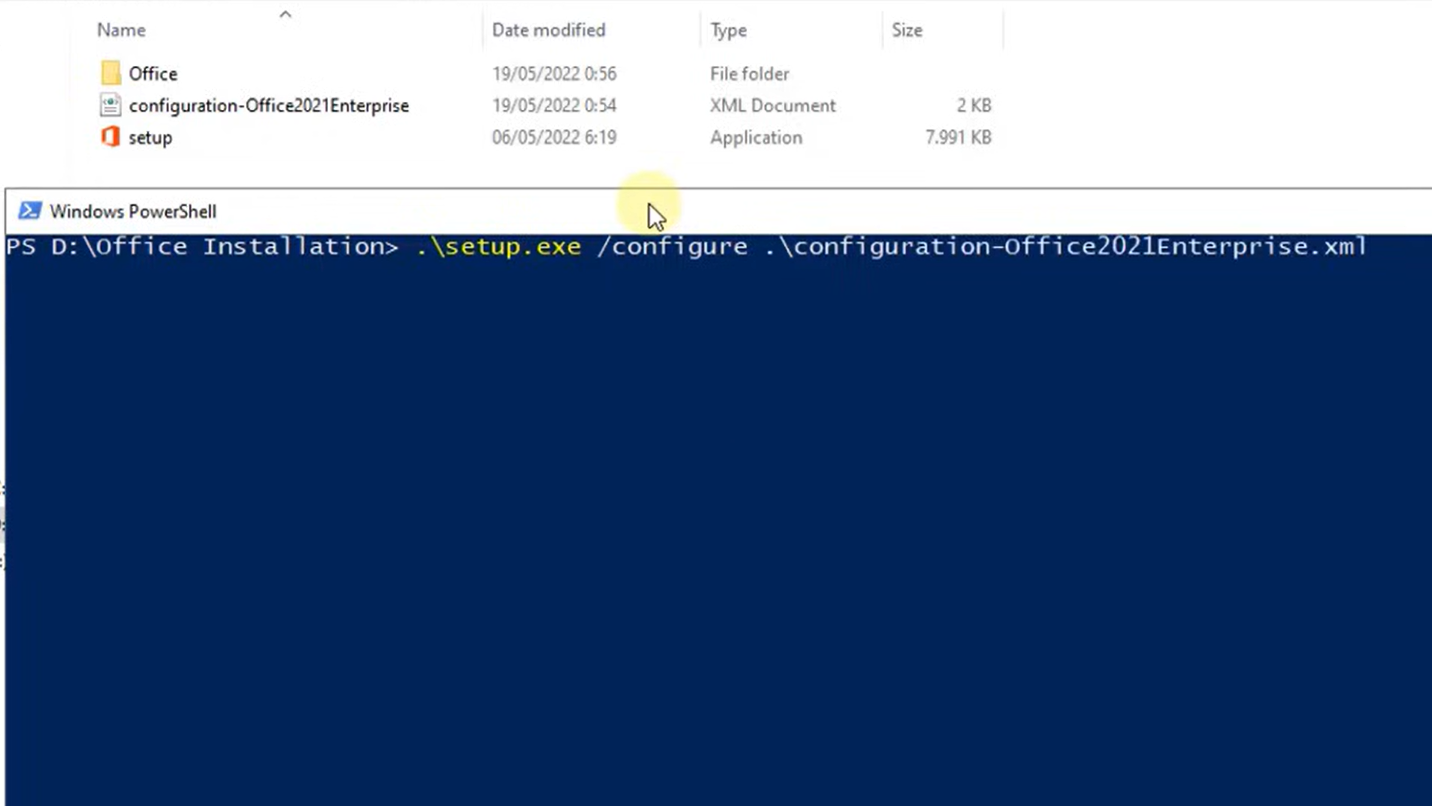 Name Date modified Type Size
Office 19/05/2022 0:56 File folder
configuration-Office2021Enterprise 19/05/2022 0:54 XML Document 2 KB
setup 06/05/2022 6:19 Application 7.991 KB
Windows PowerShell
PS D:\Office Installation> .\setup.exe /configure .\configuration-Office2021Enterprise.xml